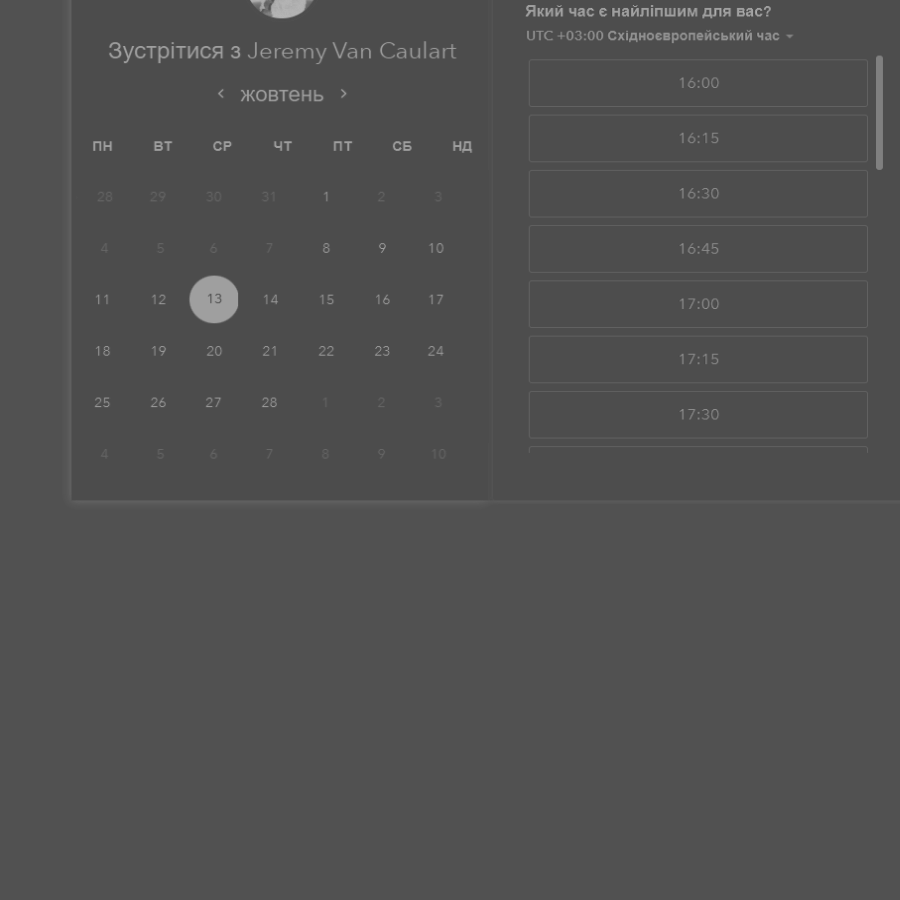 Зустрітися з Jeremy Van Caulart
жовтень
ПН ВТ СР ЧТ ПТ СБ НД
28 29 30 31 1 2 3
4 5 6 7 8 9 10
11 12 13 14 15 16 17
18 19 20 21 22 23 24
25 26 27 28 1 2 3
4 5 6 7 8 9 10
Який час є найліпшим для вас?
UTC +03:00 Східноєвропейський час
16:00
16:15
16:30
16:45
17:00
17:15
17:30